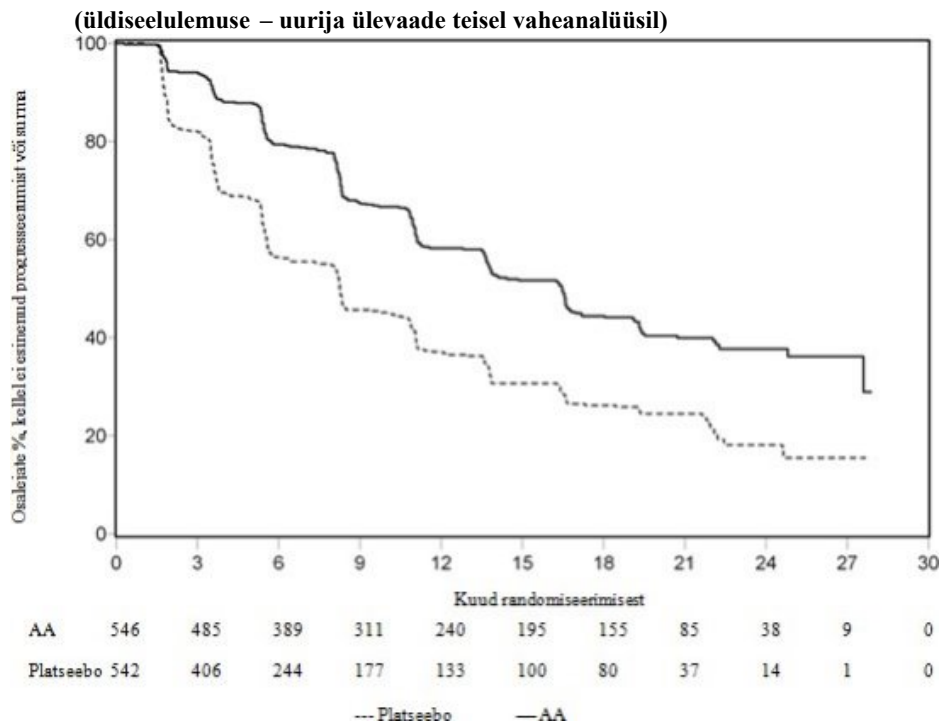 (üldiseelulemuse – uurija ülevaade teisel vaheanalüüsil)
Osalejate %, kellel ei esinenud progresseerumist või surma
100
80
60
40
20
0
0 3 6 9 12 15 18 21 24 27 30
Kuud randomiseerimisest
AA 546 485 389 311 240 195 155 85 38 9 0
Platseebo 542 406 244 177 133 100 80 37 14 1 0
--- Platseebo — AA